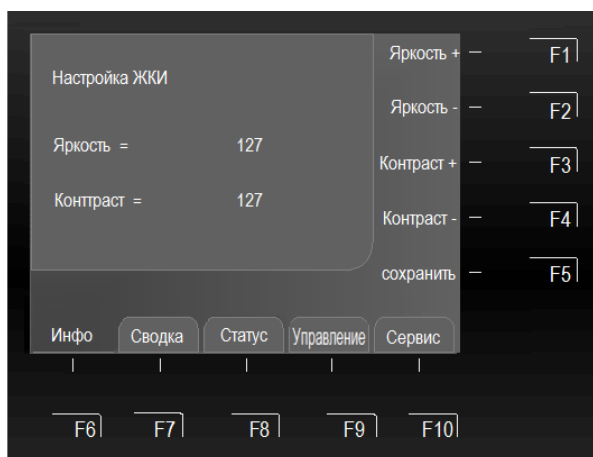 Яркость + — F1
Настройка ЖКИ
Яркость - — F2
Яркость = 127
Контраст + — F3
Конттраст = 127
Контраст - — F4
сохранить — F5
Инфо Сводка Статус Управление Сервис
F6 F7 F8 F9 F10